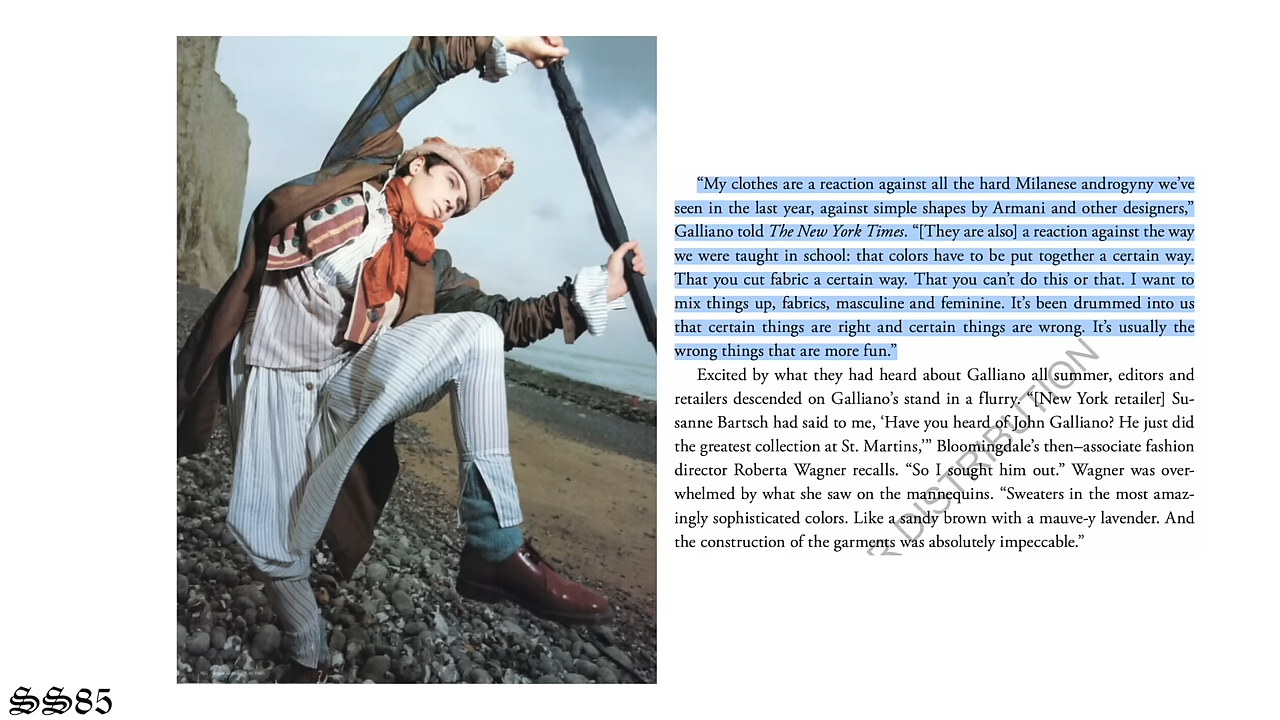 “My clothes are a reaction against all the hard Milanese androgyny we’ve
seen in the last year, against simple shapes by Armani and other designers,”
Galliano told The New York Times. “[They are also] a reaction against the way
we were taught in school: that colors have to be put together a certain way.
That you cut fabric a certain way. That you can’t do this or that. I want to
mix things up, fabrics, masculine and feminine. It’s been drummed into us
that certain things are right and certain things are wrong. It’s usually the
wrong things that are more fun.”
Excited by what they had heard about Galliano all summer, editors and
retailers descended on Galliano’s stand in a flurry. “[New York retailer] Su-
sanne Bartsch had said to me, ‘Have you heard of John Galliano? He just did
the greatest collection at St. Martins,’” Bloomingdale’s then–associate fashion
director Roberta Wagner recalls. “So I sought him out.” Wagner was over-
whelmed by what she saw on the mannequins. “Sweaters in the most amaz-
ingly sophisticated colors. Like a sandy brown with a mauve-y lavender. And
the construction of the garments was absolutely impeccable.”
R DISTRIBUTION
SS85